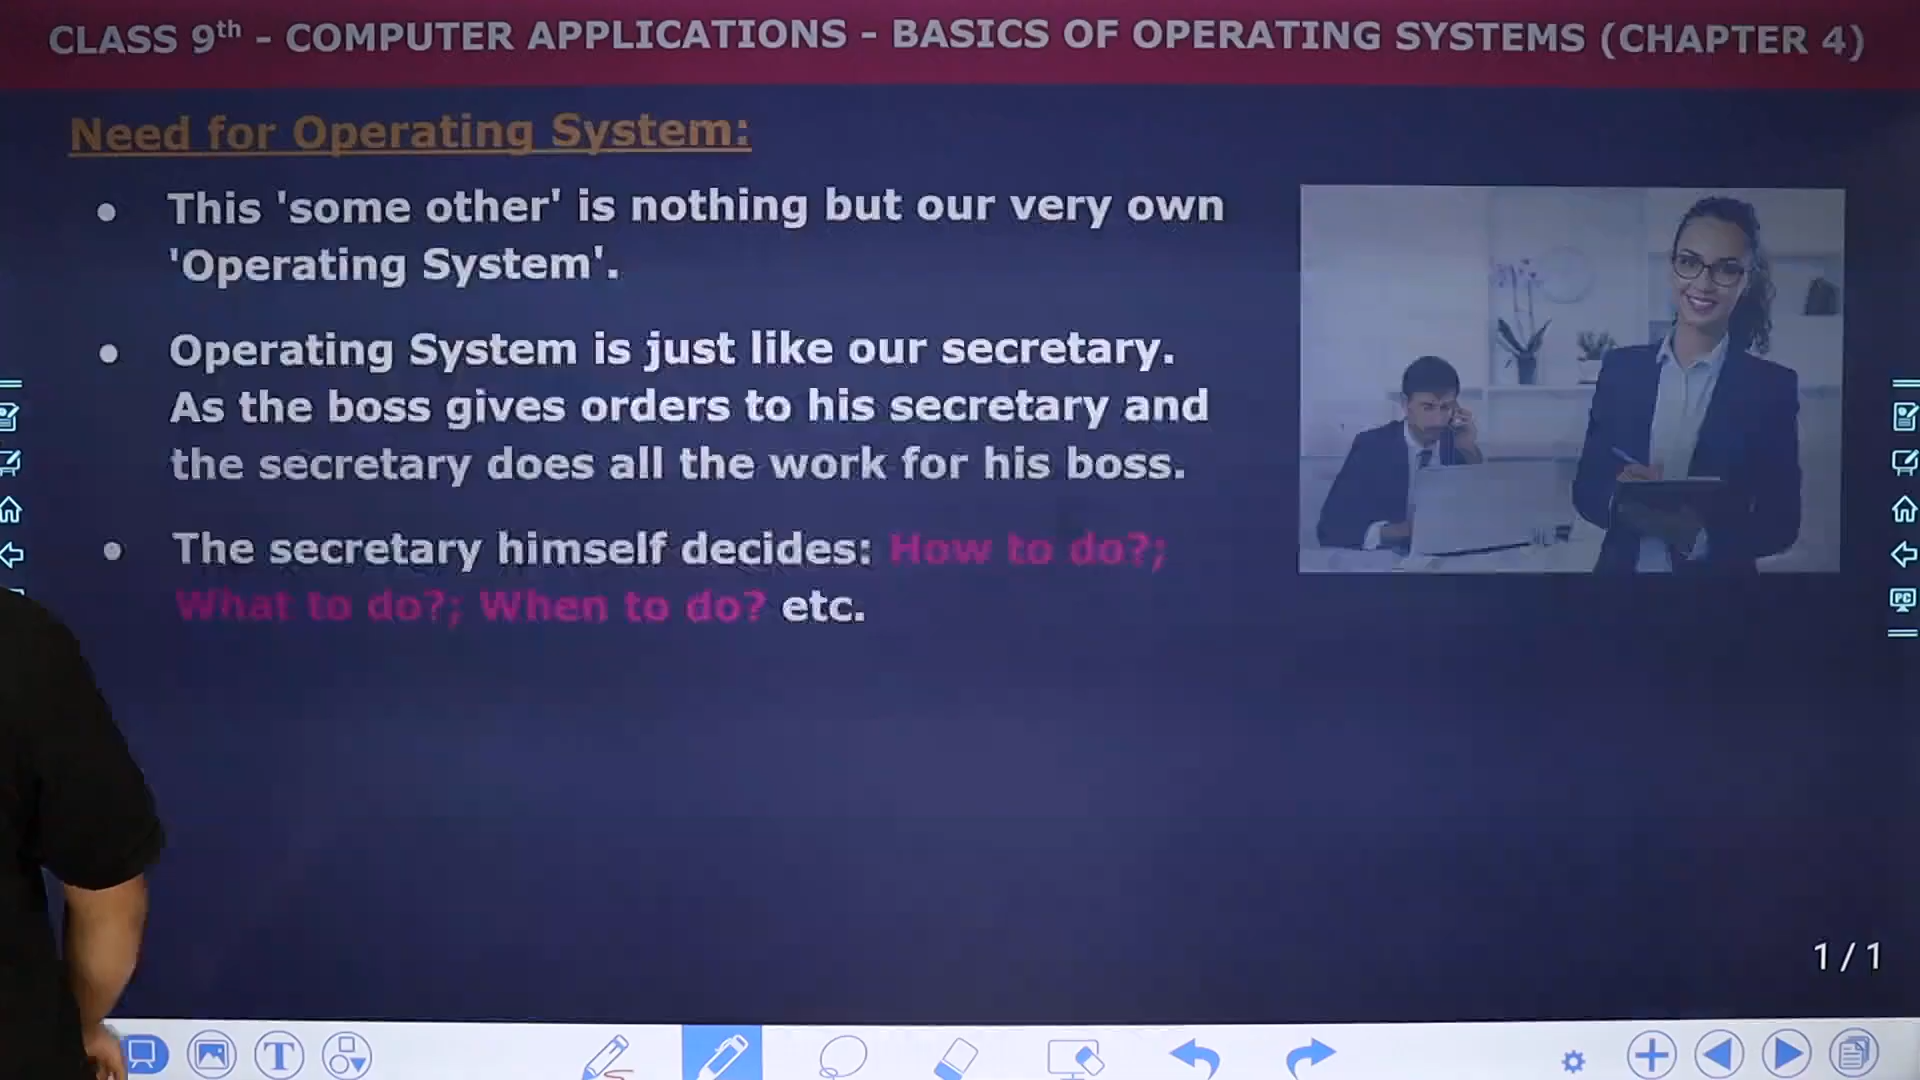 CLASS 9th - COMPUTER APPLICATIONS - BASICS OF OPERATING SYSTEMS (CHAPTER 4)
Need for Operating System:
• This 'some other' is nothing but our very own
'Operating System'.
• Operating System is just like our secretary.
As the boss gives orders to his secretary and
the secretary does all the work for his boss.
• The secretary himself decides: How to do?;
What to do?; When to do? etc.
PC
1 / 1
T